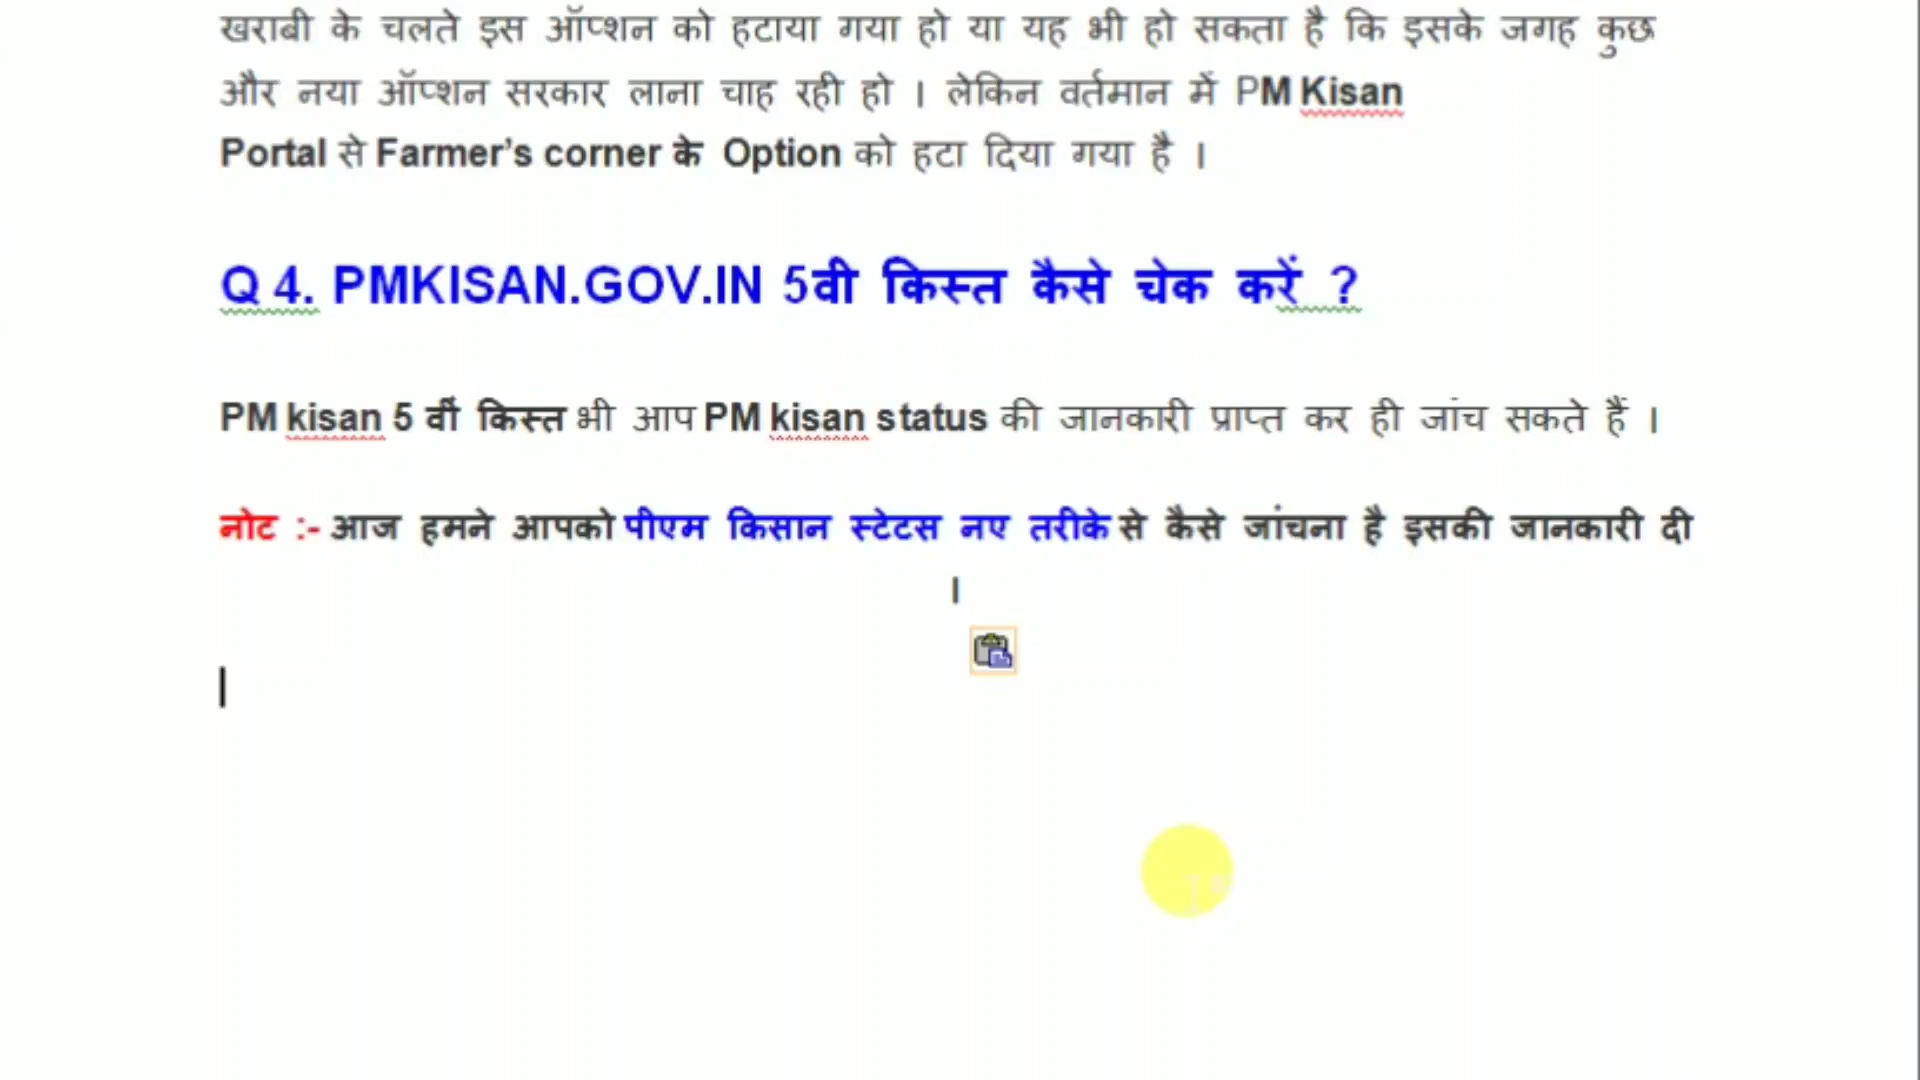 खराबी के चलते इस ऑप्शन को हटाया गया हो या यह भी हो सकता है कि इसके जगह कुछ
और नया ऑप्शन सरकार लाना चाह रही हो । लेकिन वर्तमान में PM Kisan
Portal से Farmer’s corner के Option को हटा दिया गया है ।
Q 4. PMKISAN.GOV.IN 5वी किस्त कैसे चेक करें ?
PM kisan 5 वीं किस्त भी आप PM kisan status की जानकारी प्राप्त कर ही जांच सकते हैं ।
नोट :- आज हमने आपको पीएम किसान स्टेटस नए तरीके से कैसे जांचना है इसकी जानकारी दी
।